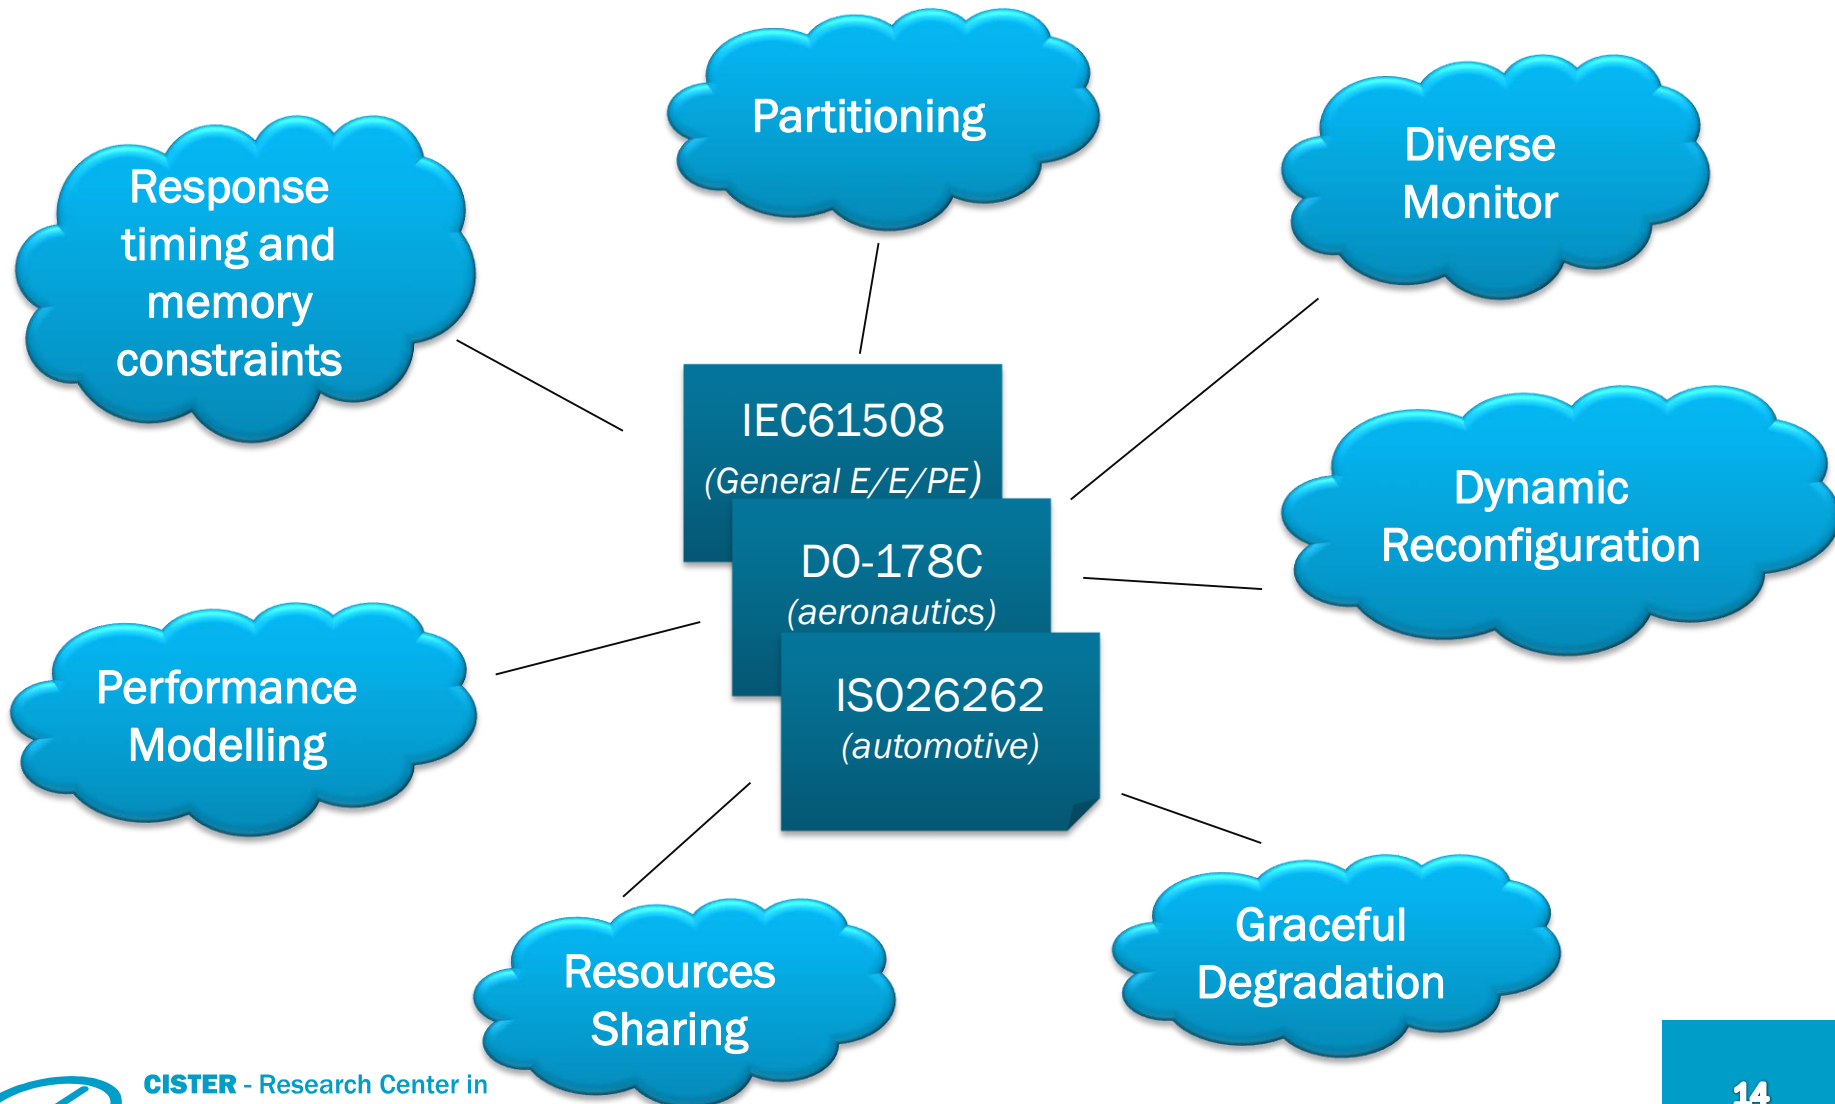 Partitioning
Diverse
Monitor
Response
timing and
memory
constraints
IEC61508
(General E/E/PE)
Dynamic
Reconfiguration
DO-178C
(aeronautics)
ISO26262
(automotive)
Performance
Modelling
Graceful
Degradation
Resources
Sharing
CISTER - Research Center in
14